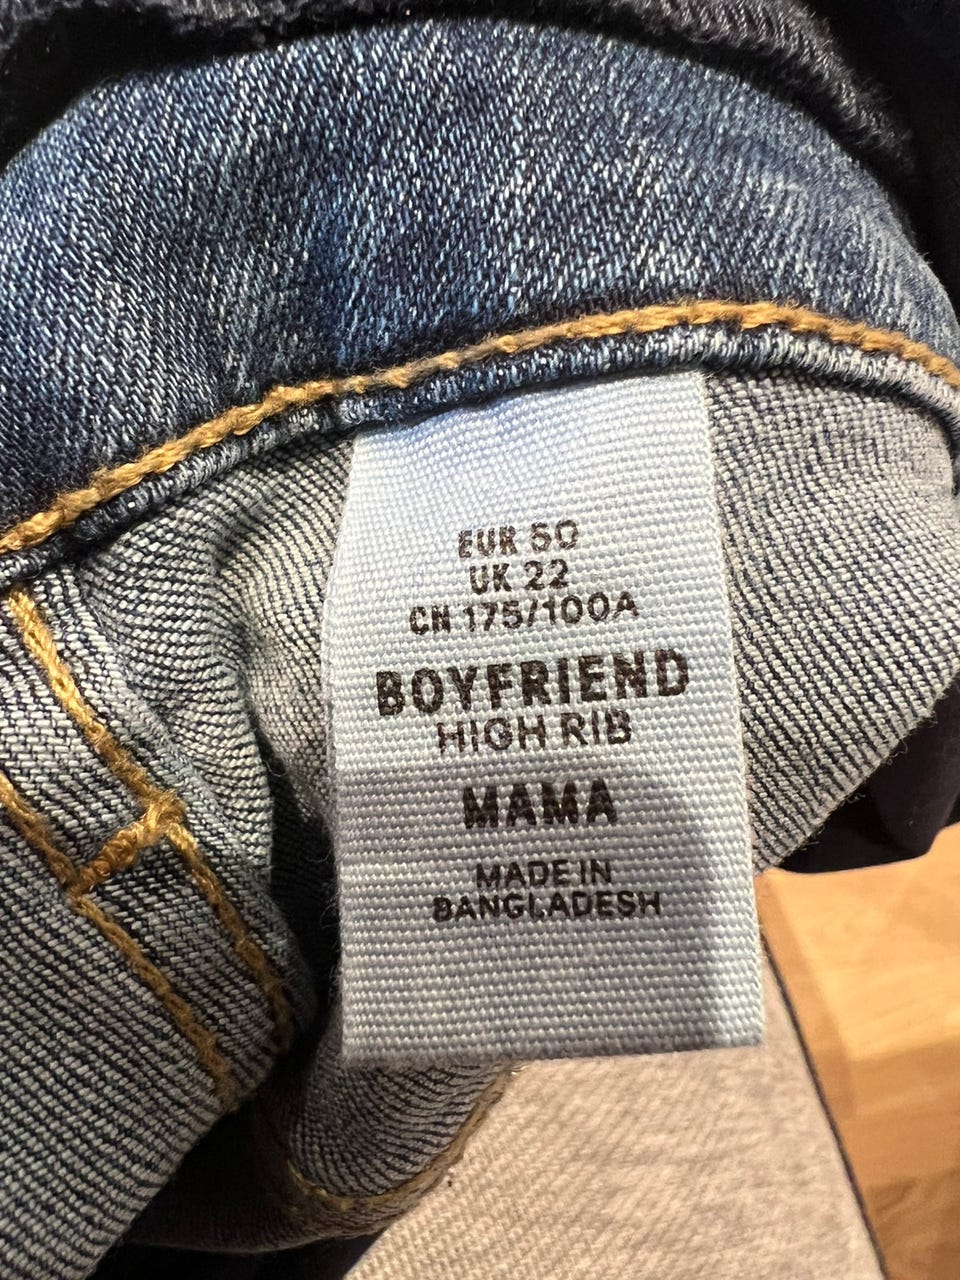 EUR 50
UK 22
CN 175/100A
BOYFRIEND
HIGH RIB
MAMA
MADE IN
BANGLADESH